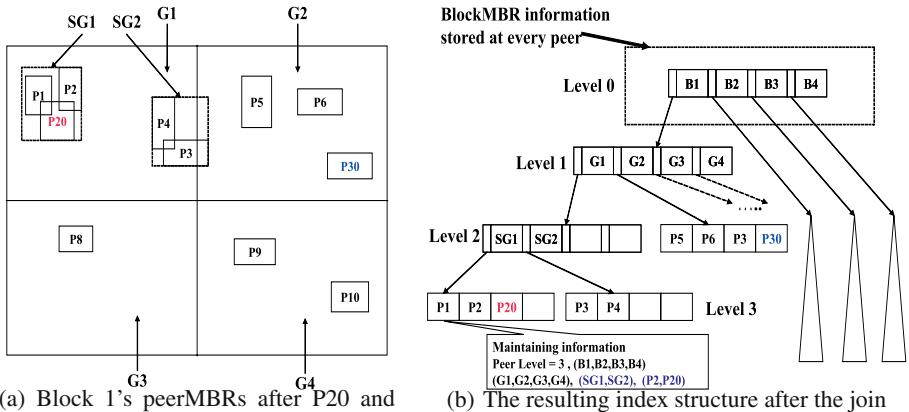 SG1 SG2 G1 G2
P1 P2
P20
P4
P3
P5
P6
P30
P8
P9
P10
G3
G4
(a) Block 1's peerMBRs after P20 and
BlockMBR information
stored at every peer
Level 0
B1 B2 B3 B4
Level 1
G1 G2 G3 G4
Level 2
SG1 SG2
P5 P6 P3 P30
P1 P2 P20
P3 P4
Level 3
Maintaining information
Peer Level = 3 , (B1,B2,B3,B4)
(G1,G2,G3,G4), (SG1,SG2), (P2,P20)
(b) The resulting index structure after the join